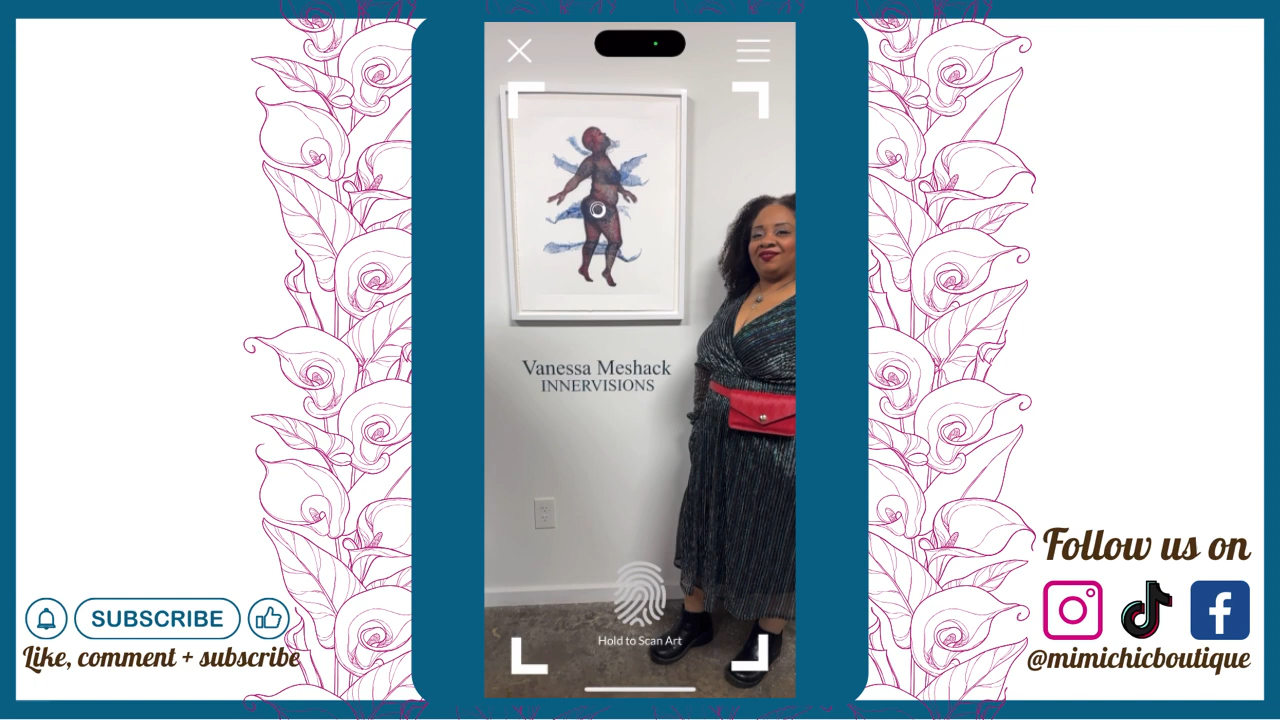 Vanessa Meshack
INNERVISIONS
Hold to Scan Art
SUBSCRIBE
Like, comment + subscribe
Follow us on
@mimichicboutique